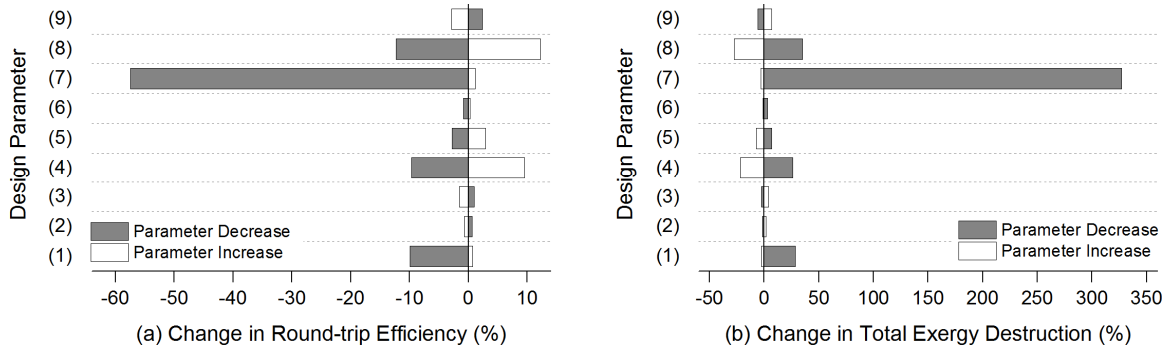 Design Parameter
(9)
(8)
(7)
(6)
(5)
(4)
(3)
(2)
(1)
Parameter Decrease
Parameter Increase
-60 -50 -40 -30 -20 -10 0 10
(a) Change in Round-trip Efficiency (%)
Design Parameter
(9)
(8)
(7)
(6)
(5)
(4)
(3)
(2)
(1)
Parameter Decrease
Parameter Increase
-50 0 50 100 150 200 250 300 350
(b) Change in Total Exergy Destruction (%)